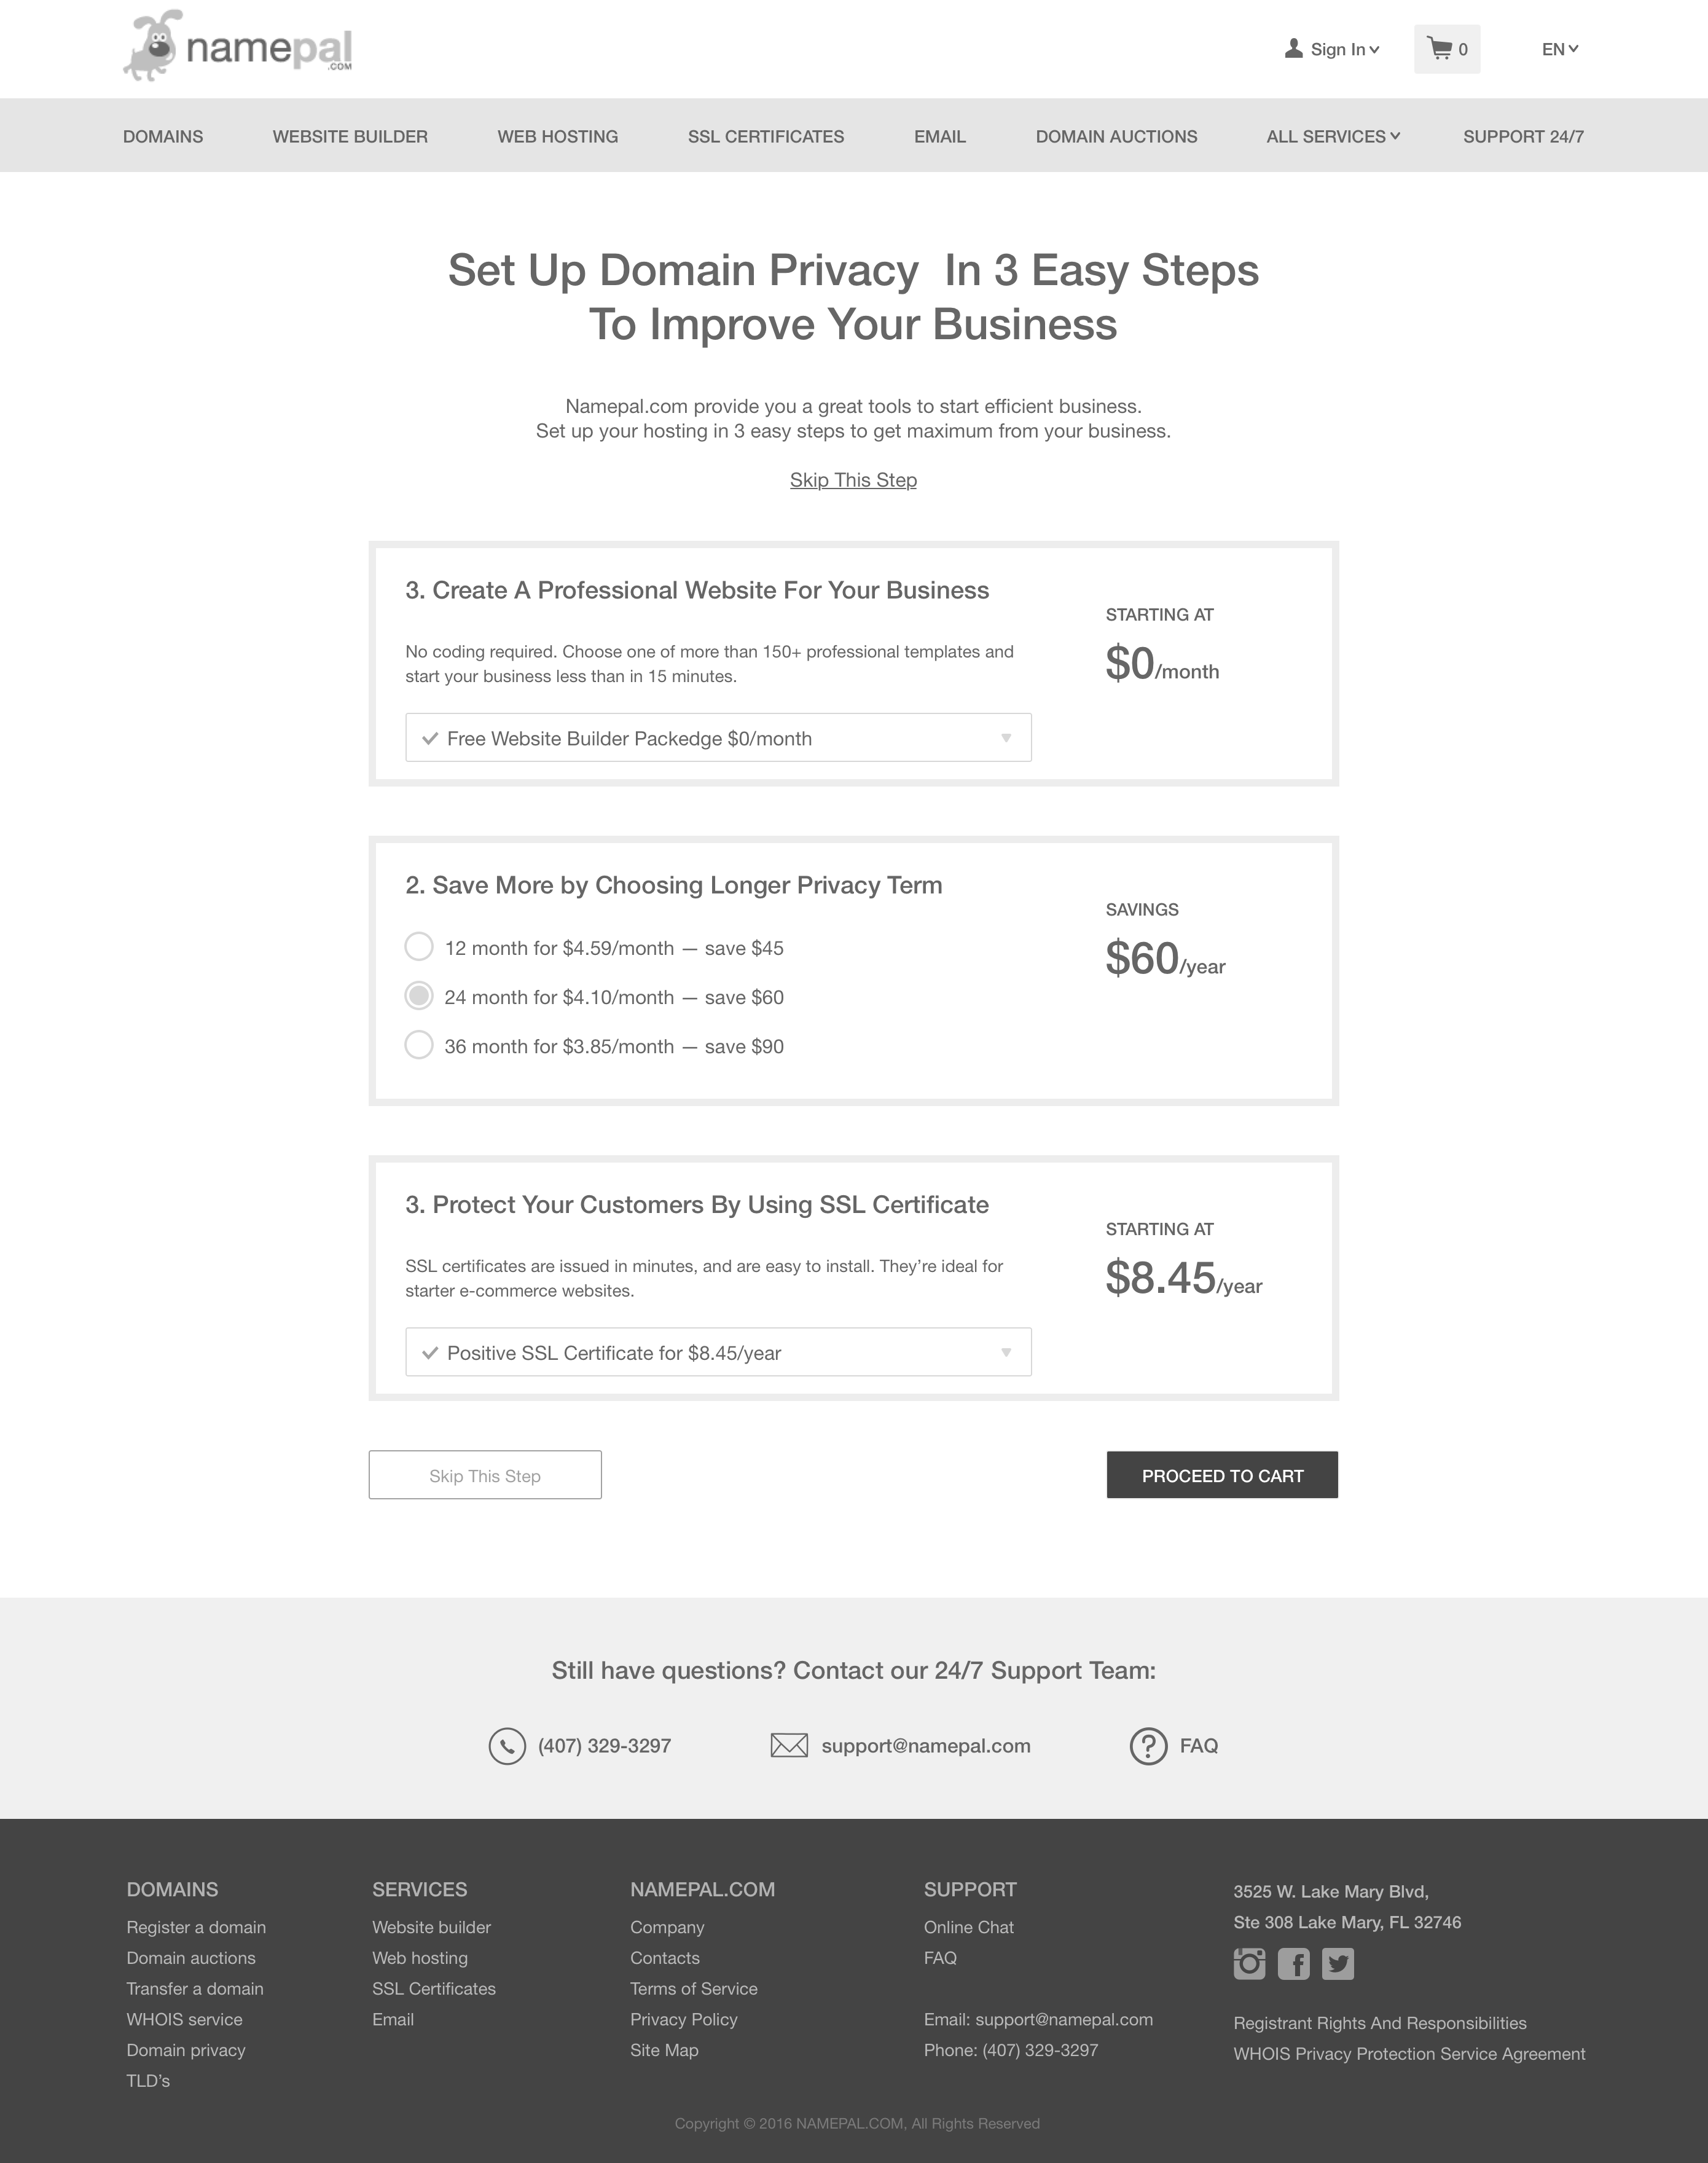 namepal
.COM
Sign In
0
EN
DOMAINS
WEBSITE BUILDER
WEB HOSTING
SSL CERTIFICATES
EMAIL
DOMAIN AUCTIONS
ALL SERVICES
SUPPORT 24/7
Set Up Domain Privacy  In 3 Easy Steps
To Improve Your Business
Namepal.com provide you a great tools to start efficient business.
Set up your hosting in 3 easy steps to get maximum from your business.
Skip This Step
3. Create A Professional Website For Your Business
No coding required. Choose one of more than 150+ professional templates and
start your business less than in 15 minutes.
Free Website Builder Packedge $0/month
STARTING AT
$0/month
2. Save More by Choosing Longer Privacy Term
12 month for $4.59/month — save $45
24 month for $4.10/month — save $60
36 month for $3.85/month — save $90
SAVINGS
$60/year
3. Protect Your Customers By Using SSL Certificate
SSL certificates are issued in minutes, and are easy to install. They’re ideal for
starter e-commerce websites.
Positive SSL Certificate for $8.45/year
STARTING AT
$8.45/year
Skip This Step
PROCEED TO CART
Still have questions? Contact our 24/7 Support Team:
(407) 329-3297
support@namepal.com
FAQ
DOMAINS
Register a domain
Domain auctions
Transfer a domain
WHOIS service
Domain privacy
TLD’s
SERVICES
Website builder
Web hosting
SSL Certificates
Email
NAMEPAL.COM
Company
Contacts
Terms of Service
Privacy Policy
Site Map
SUPPORT
Online Chat
FAQ
Email: support@namepal.com
Phone: (407) 329-3297
3525 W. Lake Mary Blvd,
Ste 308 Lake Mary, FL 32746
Registrant Rights And Responsibilities
WHOIS Privacy Protection Service Agreement
Copyright © 2016 NAMEPAL.COM, All Rights Reserved